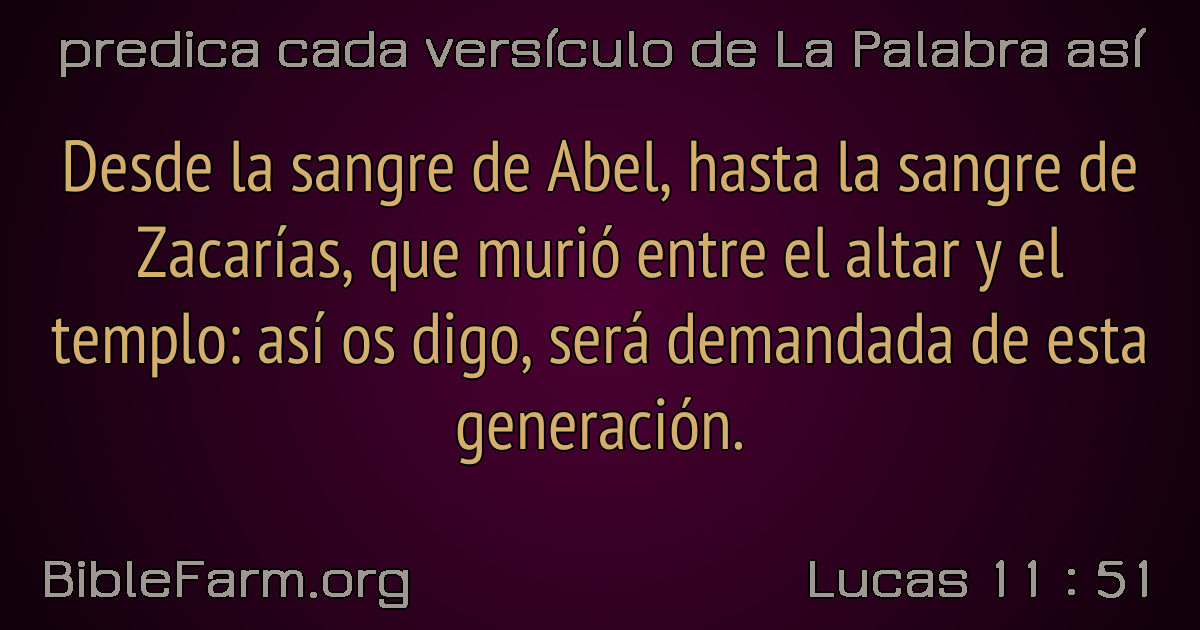 predica cada versículo de La Palabra así
Desde la sangre de Abel, hasta la sangre de
Zacarías, que murió entre el altar y el
templo: así os digo, será demandada de esta
generación.
BibleFarm.org
Lucas 11 : 51